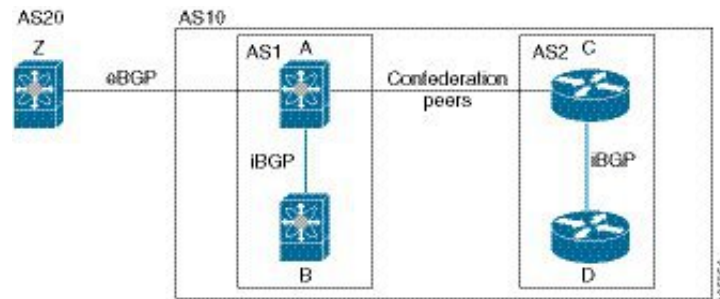 AS20
AS10
Z
AS1
A
AS2
C
eBGP
Confederation
peers
iBGP
iBGP
B
D